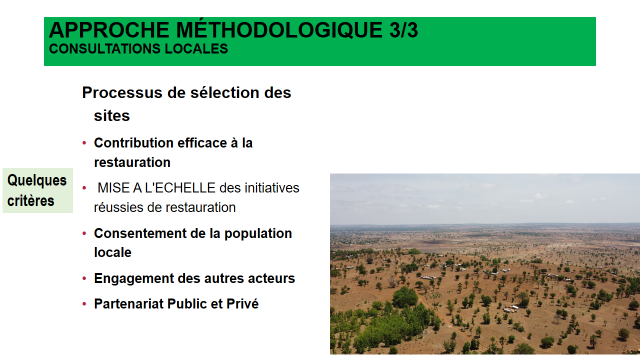 APPROCHE MÉTHODOLOGIQUE 3/3
CONSULTATIONS LOCALES
Processus de sélection des
sites
Quelques
critères
• Contribution efficace à la
restauration
• MISE A L'ECHELLE des initiatives
réussies de restauration
• Consentement de la population
locale
• Engagement des autres acteurs
• Partenariat Public et Privé